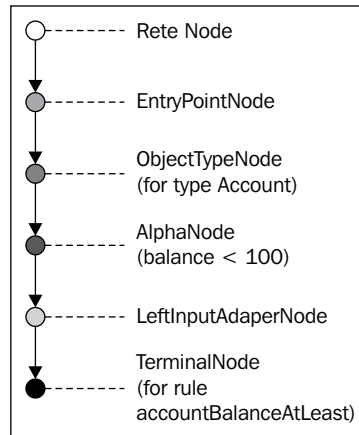 Rete Node
EntryPointNode
ObjectTypeNode
(for type Account)
AlphaNode
(balance < 100)
LeftInputAdaperNode
TerminalNode
(for rule
accountBalanceAtLeast)